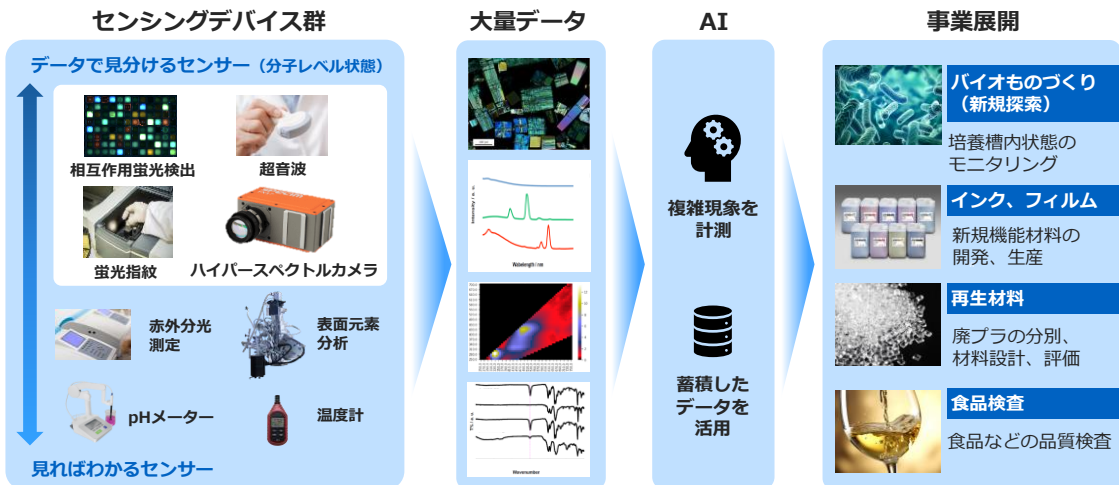 センシングデバイス群
データで見分けるセンサー（分子レベル状態）
相互作用蛍光検出
超音波
蛍光指紋
ハイパースペクトルカメラ
赤外分光
測定
表面元素
分析
pHメーター
温度計
見ればわかるセンサー
大量データ
Intensity / a. u.
Wavelength / nm
Wavenumber
AI
複雑現象を
計測
蓄積した
データを
活用
事業展開
バイオものづくり
（新規探索）
培養槽内状態の
モニタリング
インク、フィルム
新規機能材料の
開発、生産
再生材料
廃プラの分別、
材料設計、評価
食品検査
食品などの品質検査